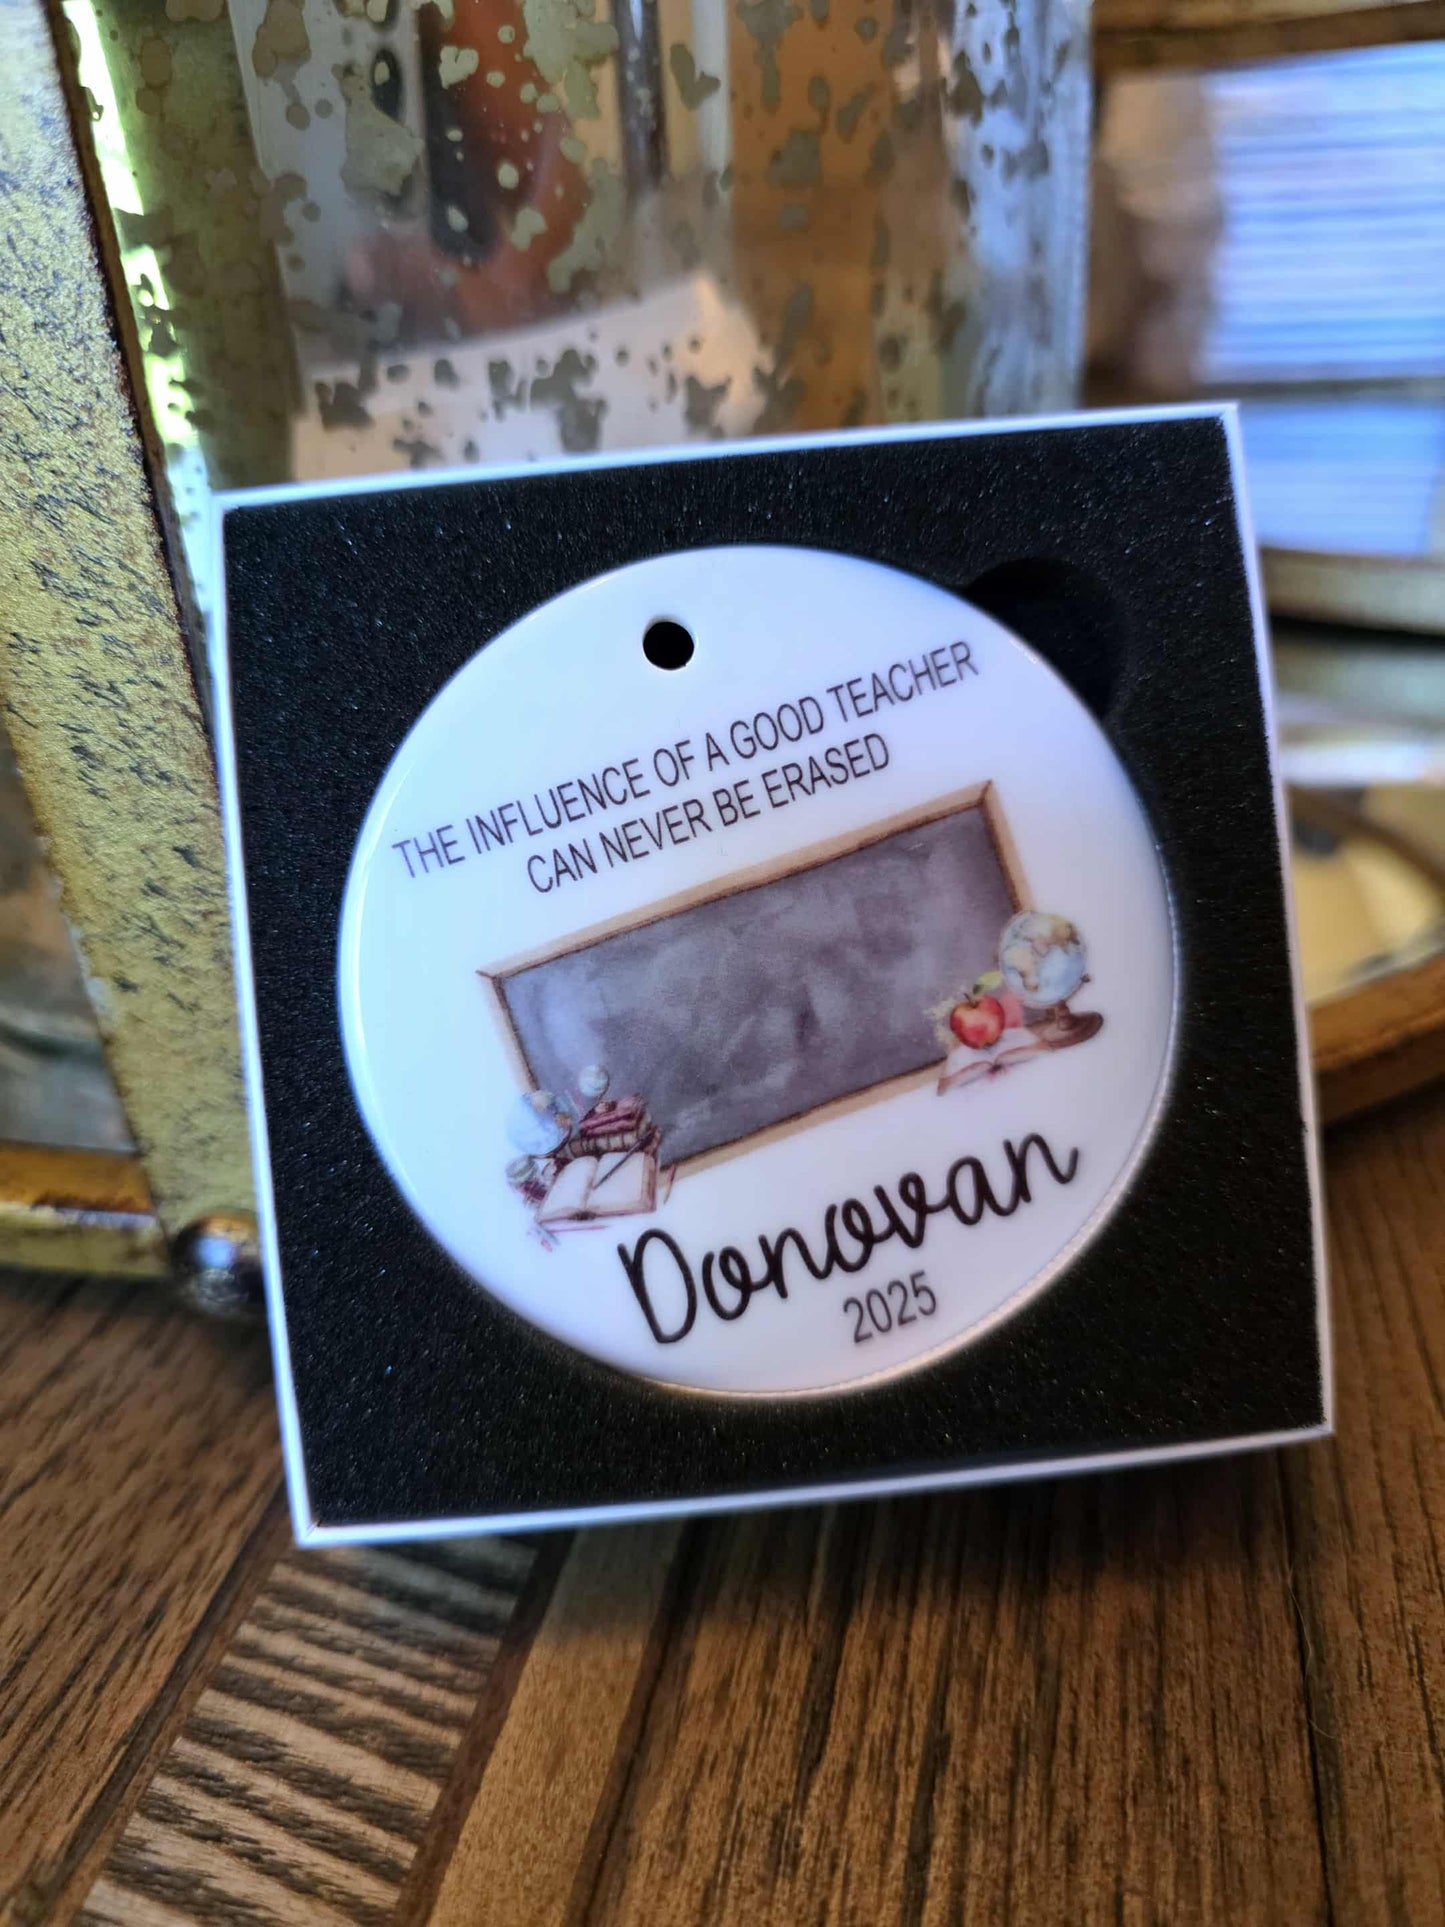 THE INFLUENCE OF A GOOD TEACHER
CAN NEVER BE ERASED
Donovan
2025